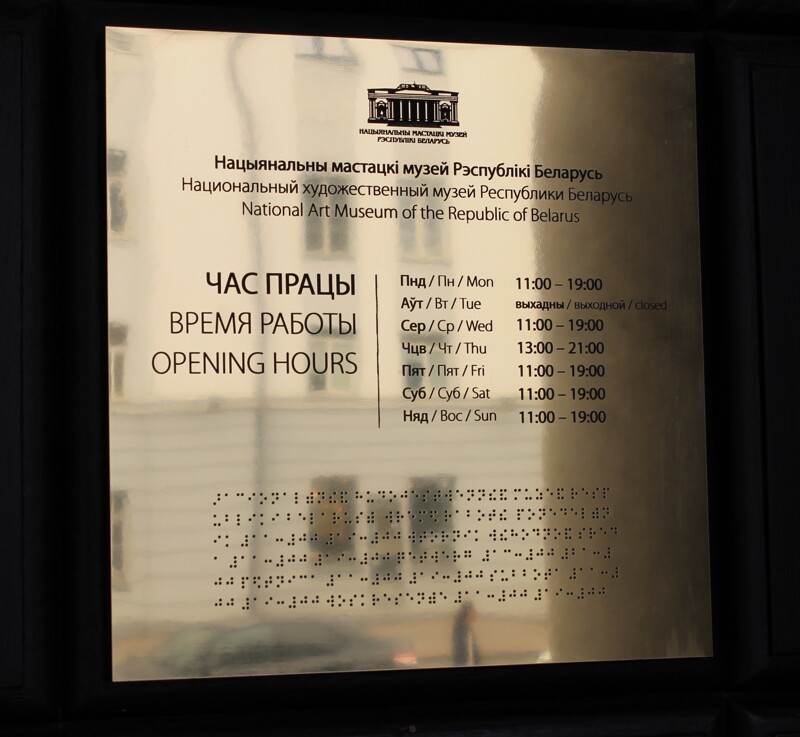 НАЦЫЯНАЛЬНЫ МАСТАЦКІ МУЗЕЙ
РЭСПУБЛІКІ БЕЛАРУСЬ
Нацыянальны мастацкі музей Рэспублікі Беларусь
Национальный художественный музей Республики Беларусь
National Art Museum of the Republic of Belarus
ЧАС ПРАЦЫ
ВРЕМЯ РАБОТЫ
OPENING HOURS
Пнд / Пн / Mon 11:00 – 19:00
Аўт / Вт / Tue выхадны / выходной / closed
Сер / Ср / Wed 11:00 – 19:00
Чцв / Чт / Thu 13:00 – 21:00
Пят / Пят / Fri 11:00 – 19:00
Суб / Суб / Sat 11:00 – 19:00
Няд / Вос / Sun 11:00 – 19:00